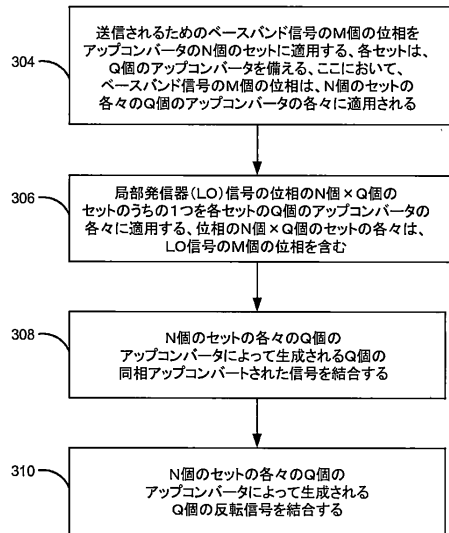 304
送信されるためのベースバンド信号のM個の位相を
アップコンバータのN個のセットに適用する、各セットは、
Q個のアップコンバータを備える、ここにおいて、
ベースバンド信号のM個の位相は、N個のセットの
各々のQ個のアップコンバータの各々に適用される
306
局部発信器(LO)信号の位相のN個×Q個の
セットのうちの1つを各セットのQ個のアップコンバータの
各々に適用する、位相のN個×Q個のセットの各々は、
LO信号のM個の位相を含む
308
N個のセットの各々のQ個の
アップコンバータによって生成されるQ個の
同相アップコンバートされた信号を結合する
310
N個のセットの各々のQ個の
アップコンバータによって生成される
Q個の反転信号を結合する